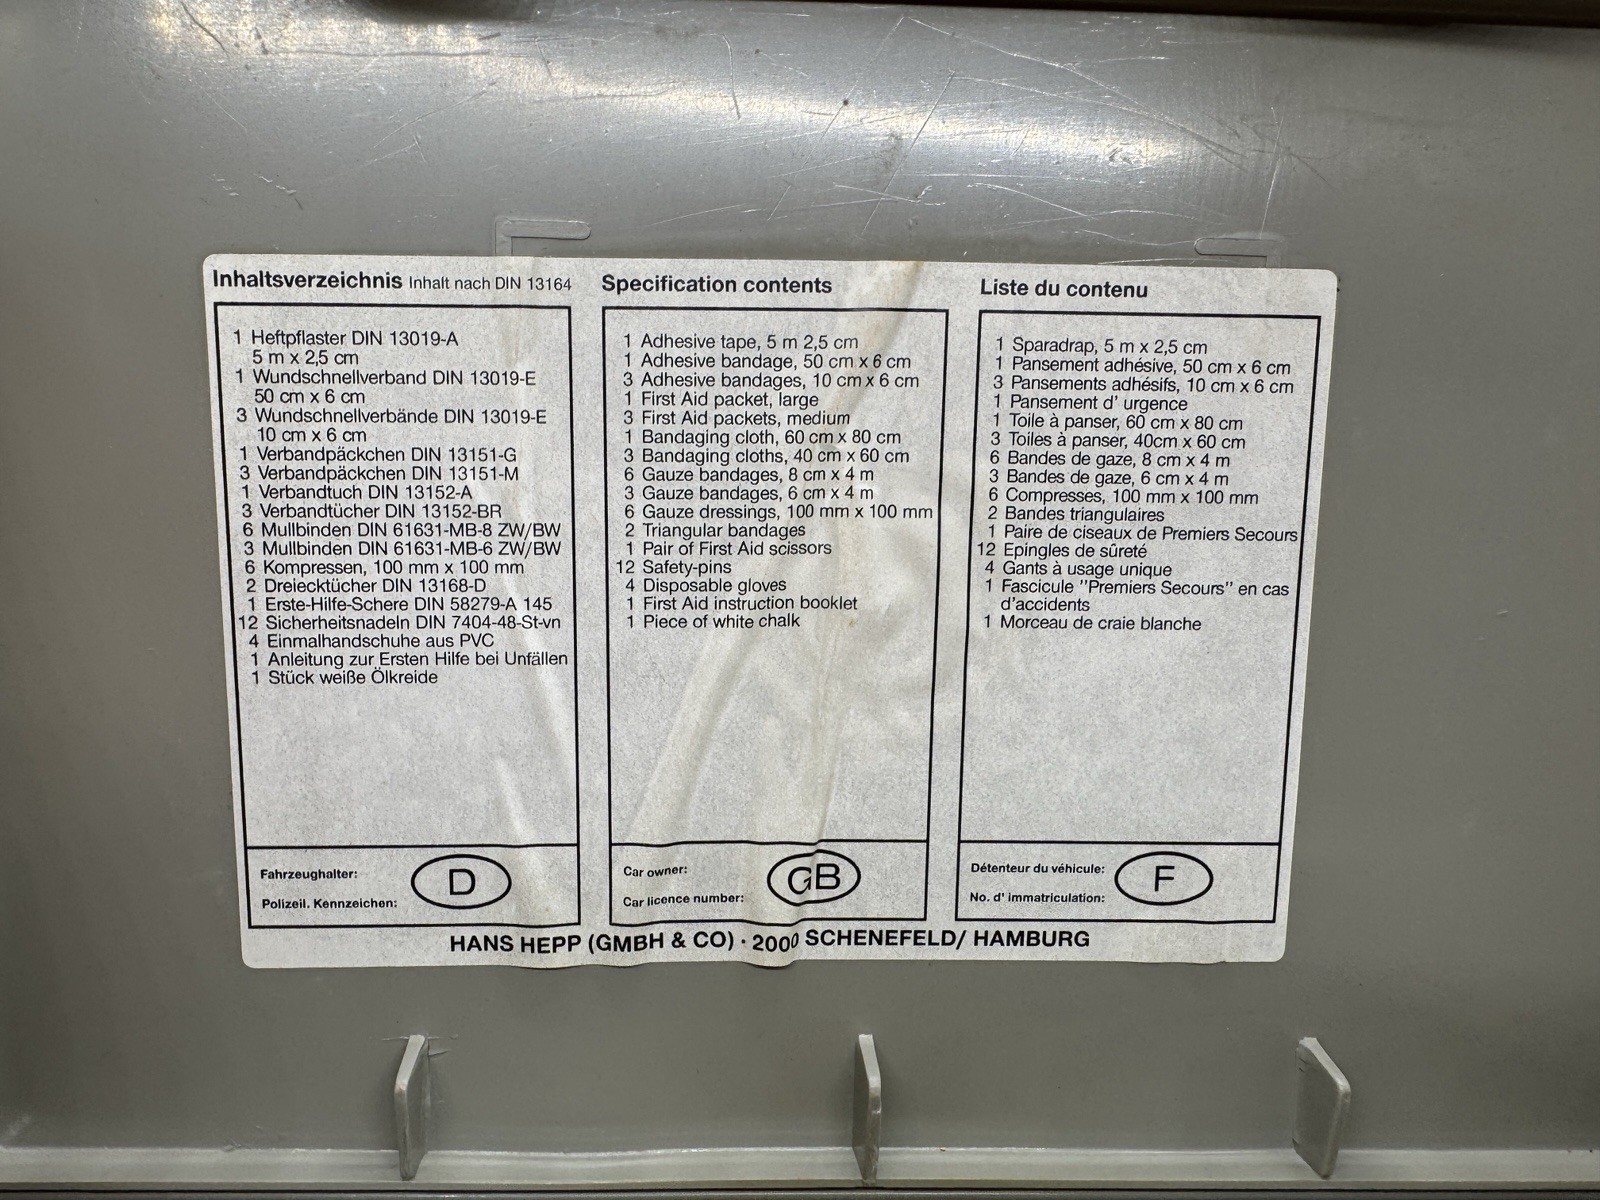 Inhaltsverzeichnis Inhalt nach DIN 13164
1 Heftpflaster DIN 13019-A
5 m x 2,5 cm
1 Wundschnellverband DIN 13019-E
50 cm x 6 cm
3 Wundschnellverbände DIN 13019-E
10 cm x 6 cm
1 Verbandpäckchen DIN 13151-G
3 Verbandpäckchen DIN 13151-M
1 Verbandtuch DIN 13152-A
3 Verbandtücher DIN 13152-BR
6 Mullbinden DIN 61631-MB-8 ZW/BW
3 Mullbinden DIN 61631-MB-6 ZW/BW
6 Kompressen, 100 mm x 100 mm
2 Dreiecktücher DIN 13168-D
1 Erste-Hilfe-Schere DIN 58279-A 145
12 Sicherheitsnadeln DIN 7404-48-St-vn
4 Einmalhandschuhe aus PVC
1 Anleitung zur Ersten Hilfe bei Unfällen
1 Stück weiße Ölkreide
Fahrzeughalter:
Polizeil. Kennzeichen:
D
Specification contents
1 Adhesive tape, 5 m 2,5 cm
1 Adhesive bandage, 50 cm x 6 cm
3 Adhesive bandages, 10 cm x 6 cm
1 First Aid packet, large
3 First Aid packets, medium
1 Bandaging cloth, 60 cm x 80 cm
3 Bandaging cloths, 40 cm x 60 cm
6 Gauze bandages, 8 cm x 4 m
3 Gauze bandages, 6 cm x 4 m
6 Gauze dressings, 100 mm x 100 mm
2 Triangular bandages
1 Pair of First Aid scissors
12 Safety-pins
4 Disposable gloves
1 First Aid instruction booklet
1 Piece of white chalk
Car owner:
Car licence number:
GB
Liste du contenu
1 Sparadrap, 5 m x 2,5 cm
1 Pansement adhésive, 50 cm x 6 cm
3 Pansements adhésifs, 10 cm x 6 cm
1 Pansement d' urgence
1 Toile à panser, 60 cm x 80 cm
3 Toiles à panser, 40cm x 60 cm
6 Bandes de gaze, 8 cm x 4 m
3 Bandes de gaze, 6 cm x 4 m
6 Compresses, 100 mm x 100 mm
2 Bandes triangulaires
1 Paire de ciseaux de Premiers Secours
12 Epingles de sûreté
4 Gants à usage unique
1 Fascicule "Premiers Secours" en cas
d'accidents
1 Morceau de craie blanche
Détenteur du véhicule:
No. d' immatriculation:
F
HANS HEPP (GMBH & CO) · 2000 SCHENEFELD/ HAMBURG